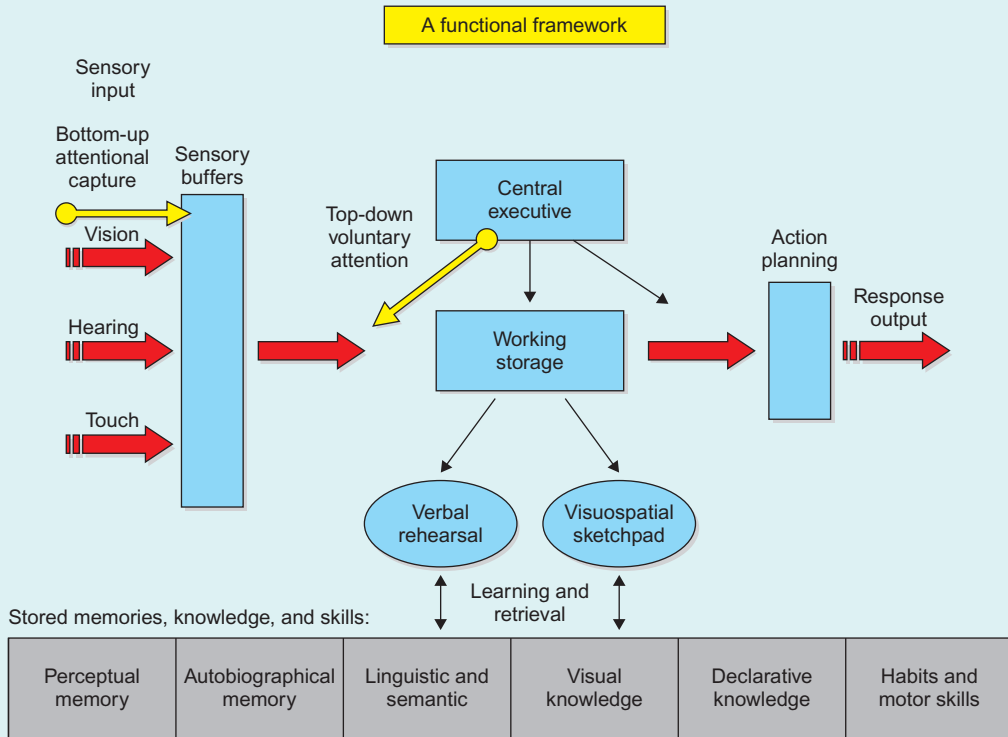 A functional framework
Sensory
input
Bottom-up
attentional
capture
Sensory
buffers
Vision
Hearing
Touch
Top-down
voluntary
attention
Central
executive
Working
storage
Action
planning
Response
output
Verbal
rehearsal
Visuospatial
sketchpad
Learning and
retrieval
Stored memories, knowledge, and skills:
Perceptual
memory
Autobiographical
memory
Linguistic and
semantic
Visual
knowledge
Declarative
knowledge
Habits and
motor skills